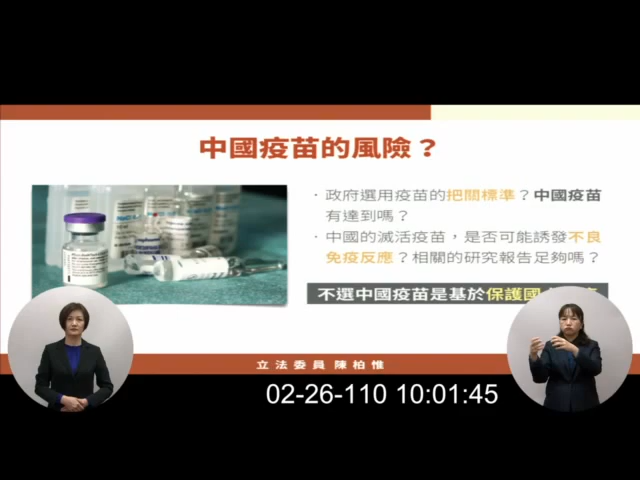 中國疫苗的風險？
·政府選用疫苗的把關標準？中國疫苗
有達到嗎？
·中國的滅活疫苗，是否可能誘發不良
免疫反應？相關的研究報告足夠嗎？
不選中國疫苗是基於保護國
立法委員 陳柏惟
02-26-110 10:01:45